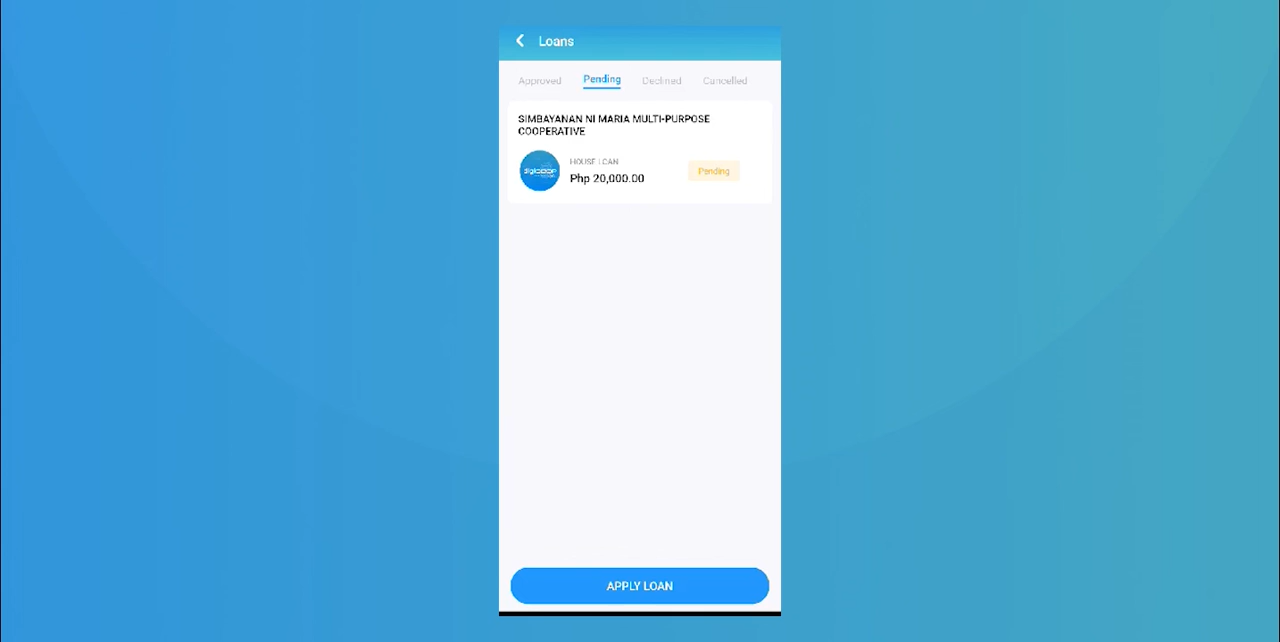 Loans
Approved Pending Declined Cancelled
SIMBAYANAN NI MARIA MULTI-PURPOSE
COOPERATIVE
HOUSE LOAN
digicoop
Php 20,000.00
Pending
APPLY LOAN